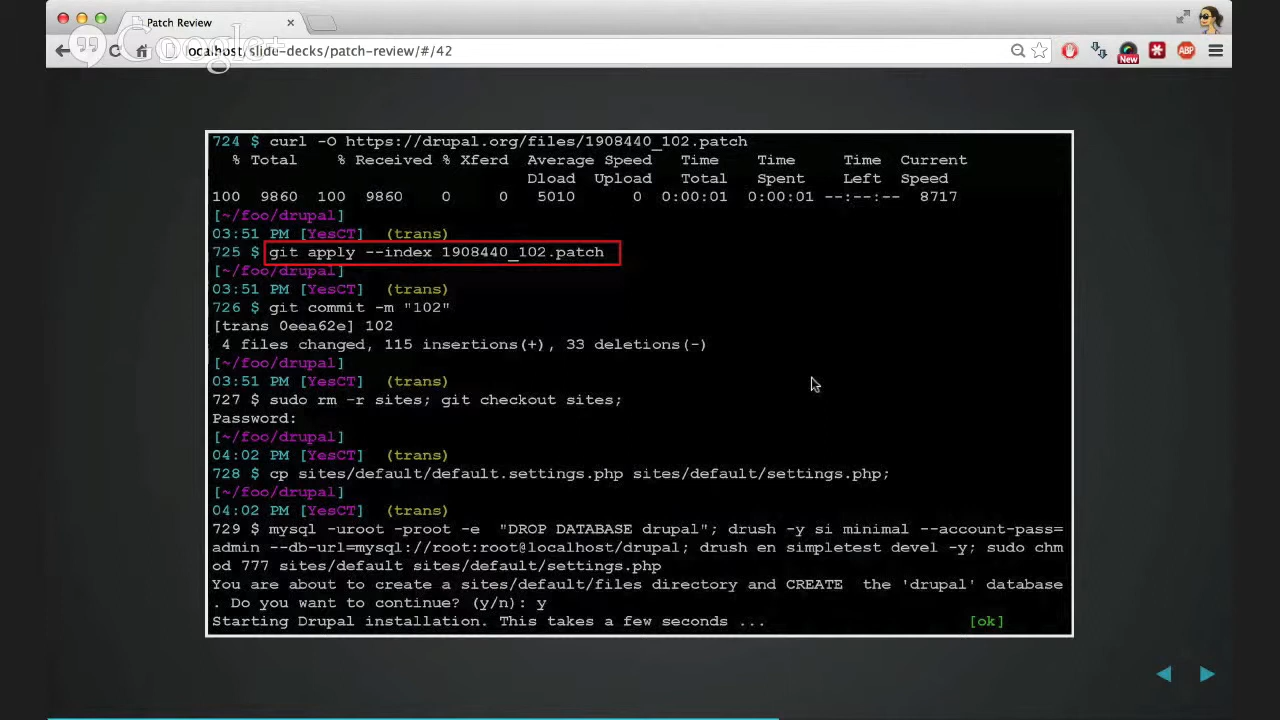 Patch Review
Google+
localhost/slide-decks/patch-review/#/42
New
ABP
724 $ curl -O https://drupal.org/files/1908440_102.patch
% Total % Received % Xferd Average Speed Time Time Time Current
Dload Upload Total Spent Left Speed
100 9860 100 9860 0 0 5010 0 0:00:01 0:00:01 --:--:-- 8717
[~/foo/drupal]
03:51 PM [YesCT] (trans)
725 $ git apply --index 1908440_102.patch
[~/foo/drupal]
03:51 PM [YesCT] (trans)
726 $ git commit -m "102"
[trans 0eea62e] 102
4 files changed, 115 insertions(+), 33 deletions(-)
[~/foo/drupal]
03:51 PM [YesCT] (trans)
727 $ sudo rm -r sites; git checkout sites;
Password:
[~/foo/drupal]
04:02 PM [YesCT] (trans)
728 $ cp sites/default/default.settings.php sites/default/settings.php;
[~/foo/drupal]
04:02 PM [YesCT] (trans)
729 $ mysql -uroot -proot -e "DROP DATABASE drupal"; drush -y si minimal --account-pass=
admin --db-url=mysql://root:root@localhost/drupal; drush en simpletest devel -y; sudo chm
od 777 sites/default sites/default/settings.php
You are about to create a sites/default/files directory and CREATE the 'drupal' database
. Do you want to continue? (y/n): y
Starting Drupal installation. This takes a few seconds ... [ok]